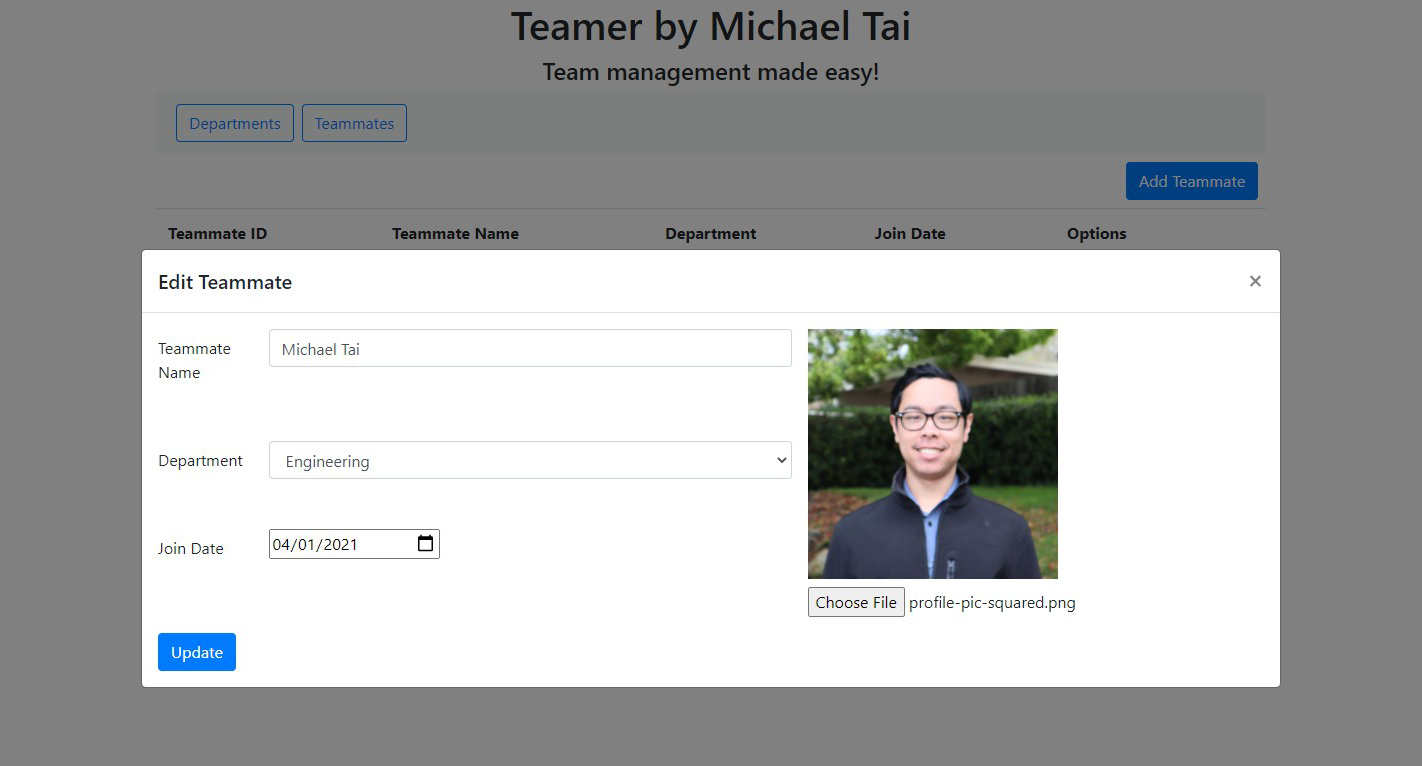 Teamer by Michael Tai
Team management made easy!
Departments Teammates
Add Teammate
Teammate ID Teammate Name Department Join Date Options
Edit Teammate ×
Teammate Name Michael Tai
Department Engineering
Join Date 04/01/2021
Choose File profile-pic-squared.png
Update